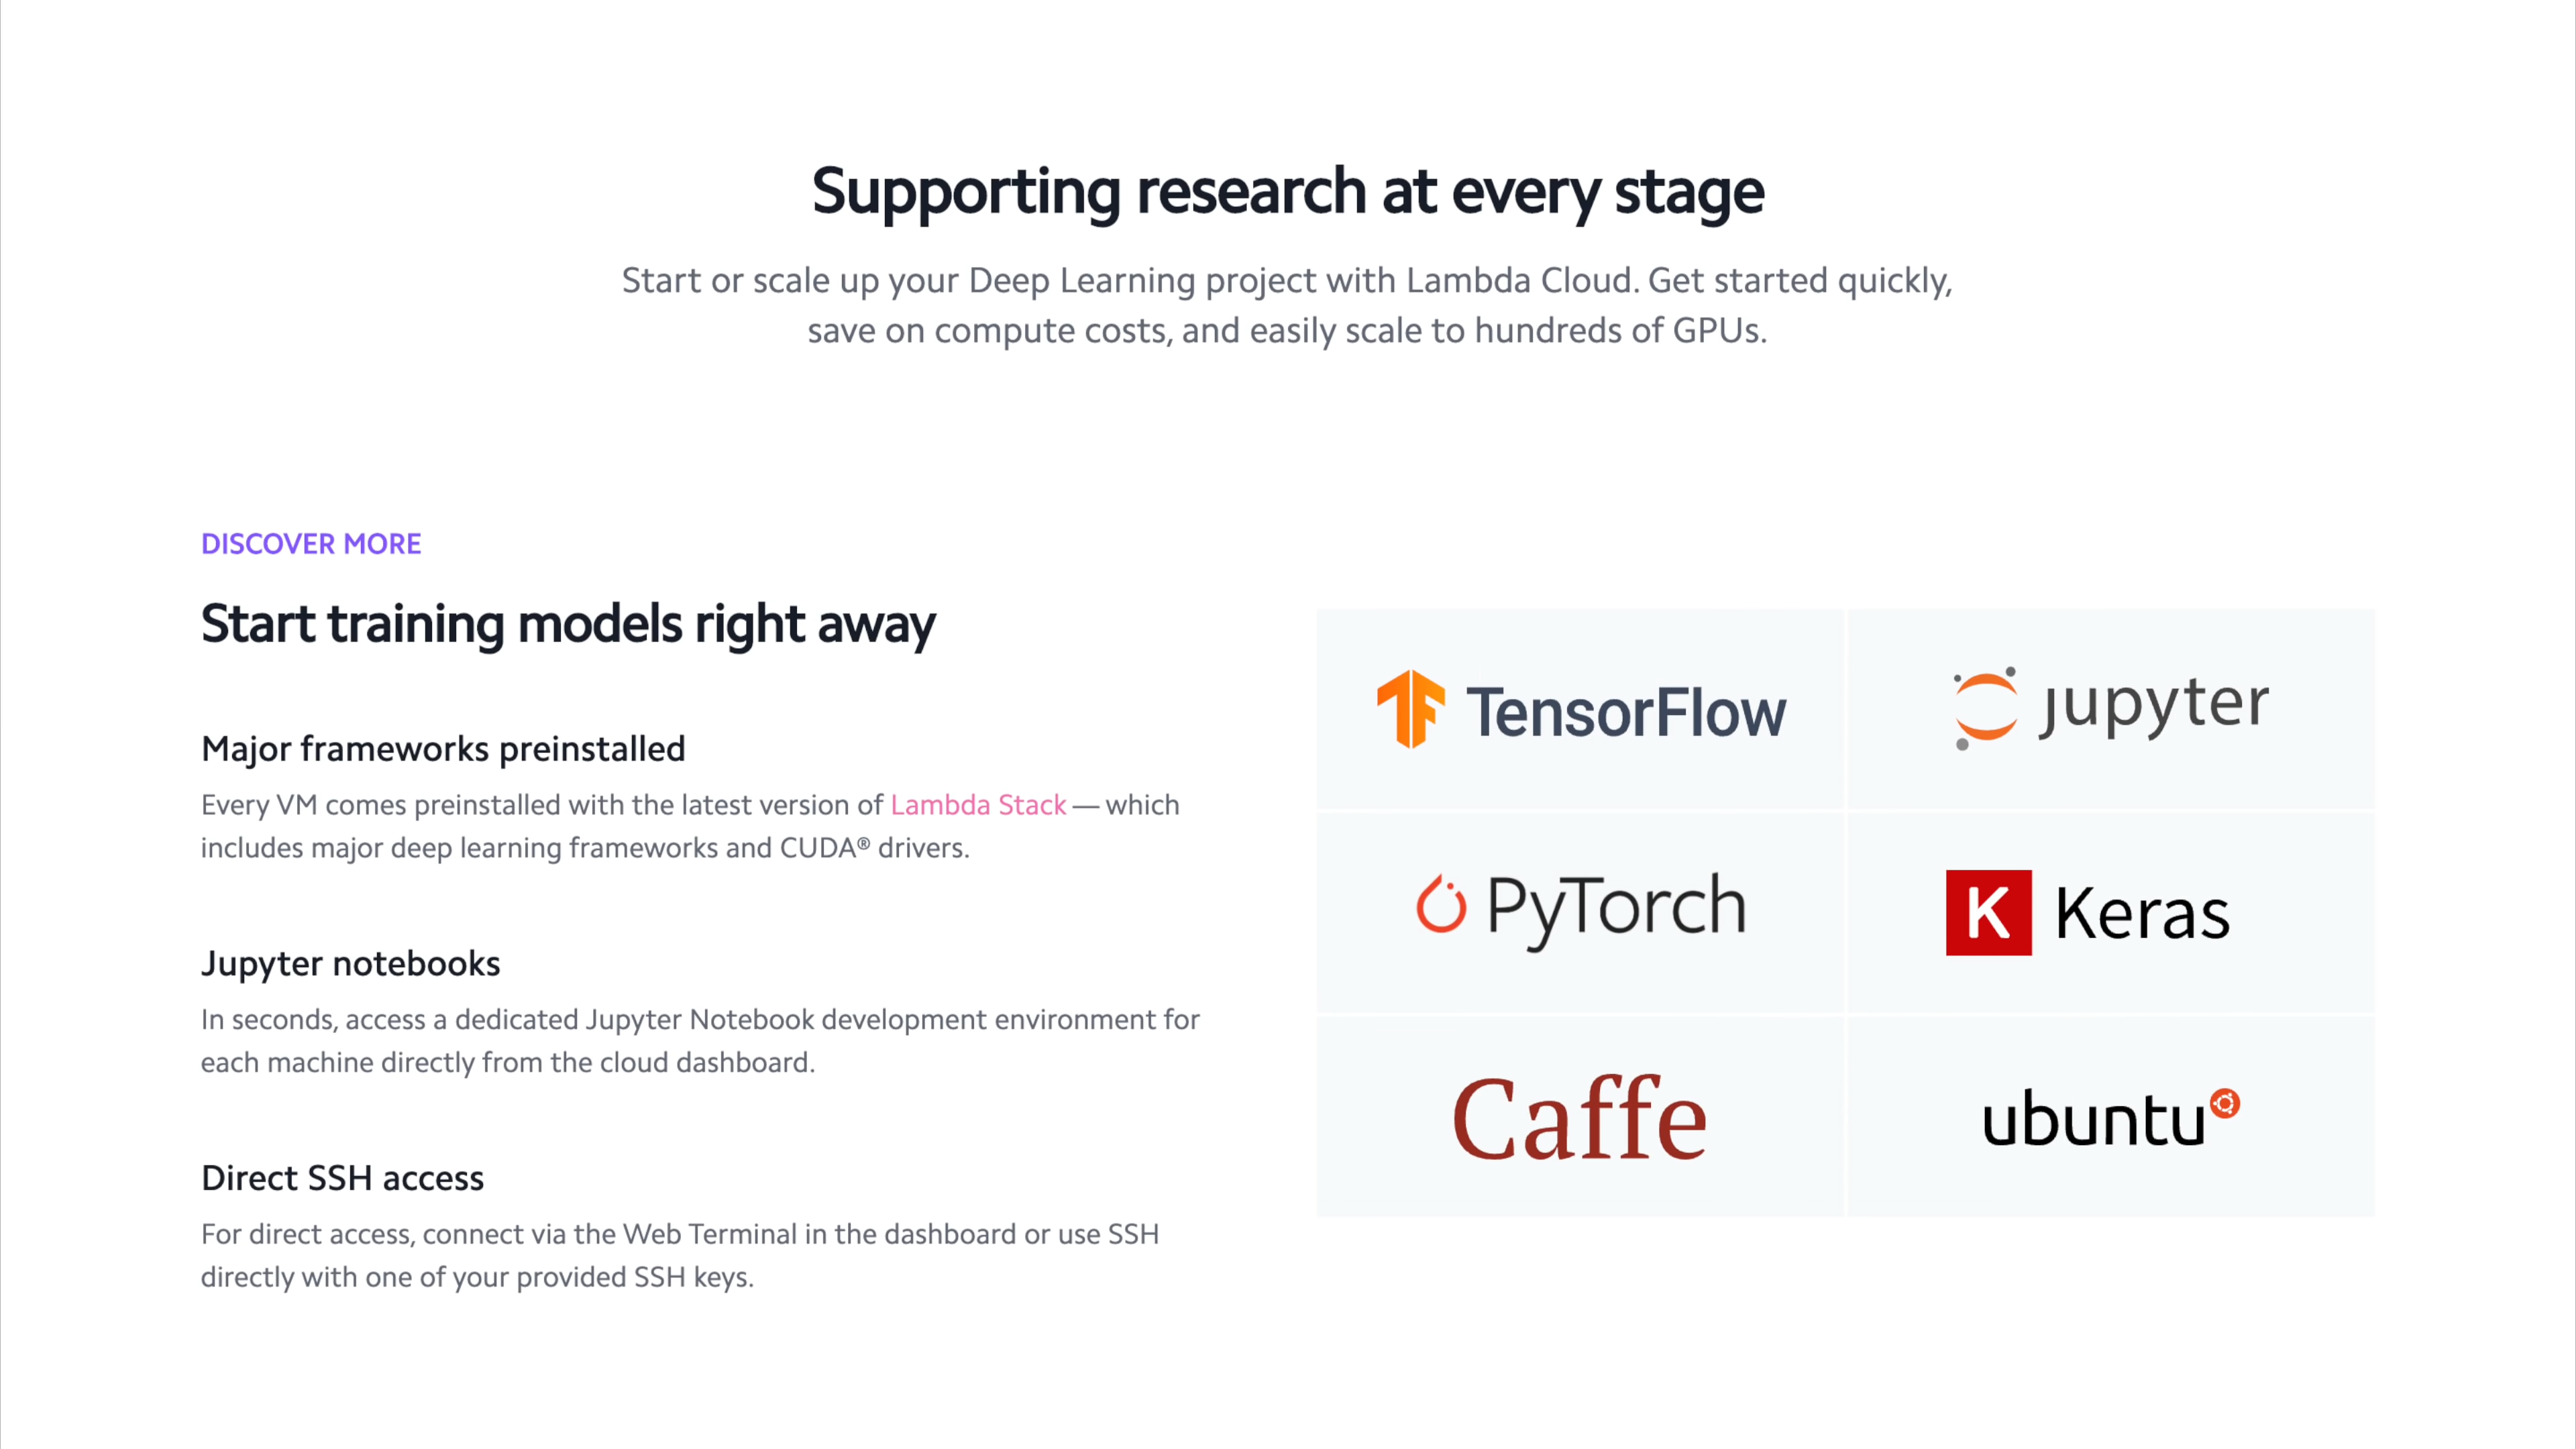 Supporting research at every stage
Start or scale up your Deep Learning project with Lambda Cloud. Get started quickly,
save on compute costs, and easily scale to hundreds of GPUs.
DISCOVER MORE
Start training models right away
Major frameworks preinstalled
Every VM comes preinstalled with the latest version of Lambda Stack — which
includes major deep learning frameworks and CUDA® drivers.
Jupyter notebooks
In seconds, access a dedicated Jupyter Notebook development environment for
each machine directly from the cloud dashboard.
Direct SSH access
For direct access, connect via the Web Terminal in the dashboard or use SSH
directly with one of your provided SSH keys.
TensorFlow
jupyter
PyTorch
K Keras
Caffe
ubuntu